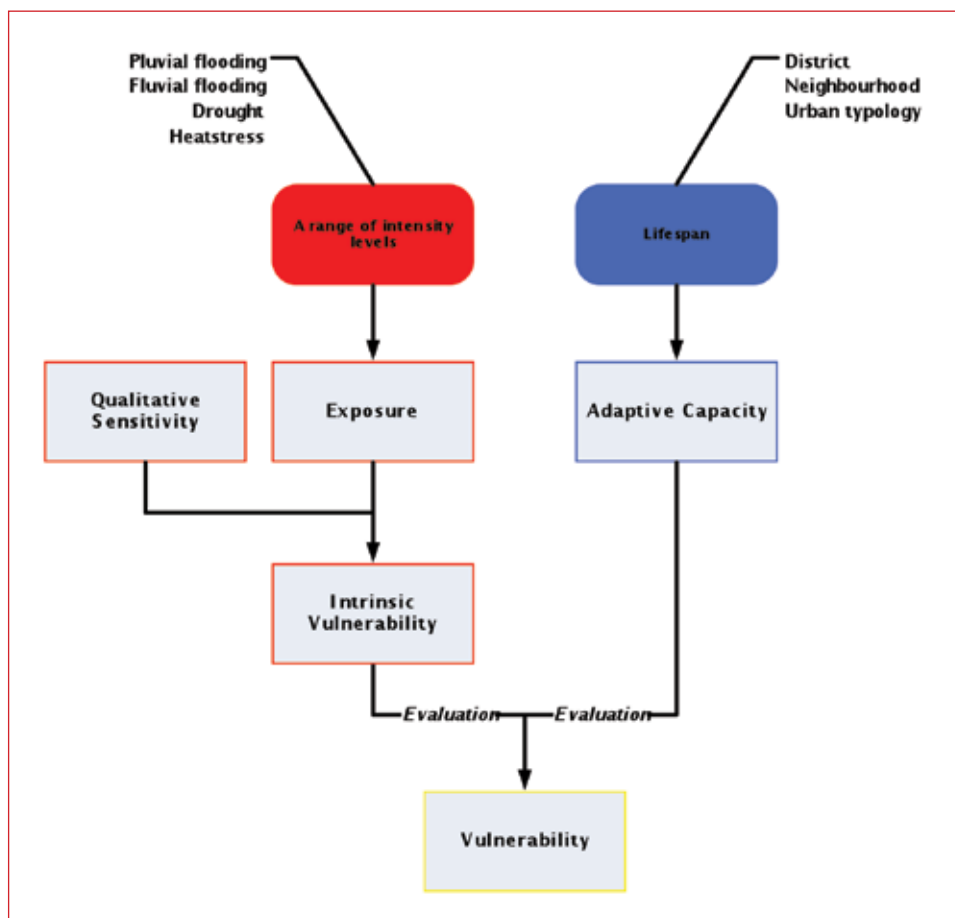 Pluvial flooding
Fluvial flooding
Drought
Heatstress
District
Neighbourhood
Urban typology
A range of intensity
levels
Lifespan
Qualitative
Sensitivity
Exposure
Adaptive Capacity
Intrinsic
Vulnerability
Evaluation
Evaluation
Vulnerability